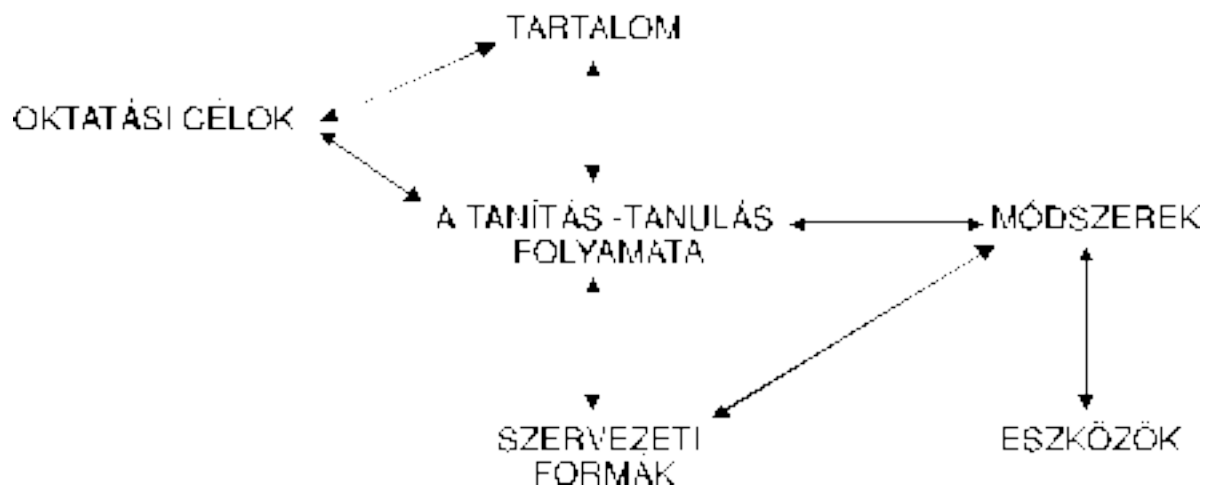 TARTALOM
OKTATÁSI CÉLOK
A TANÍTÁS -TANULÁS
FOLYAMATA
MÓDSZEREK
SZERVEZETI
FORMÁK
ESZKÖZÖK